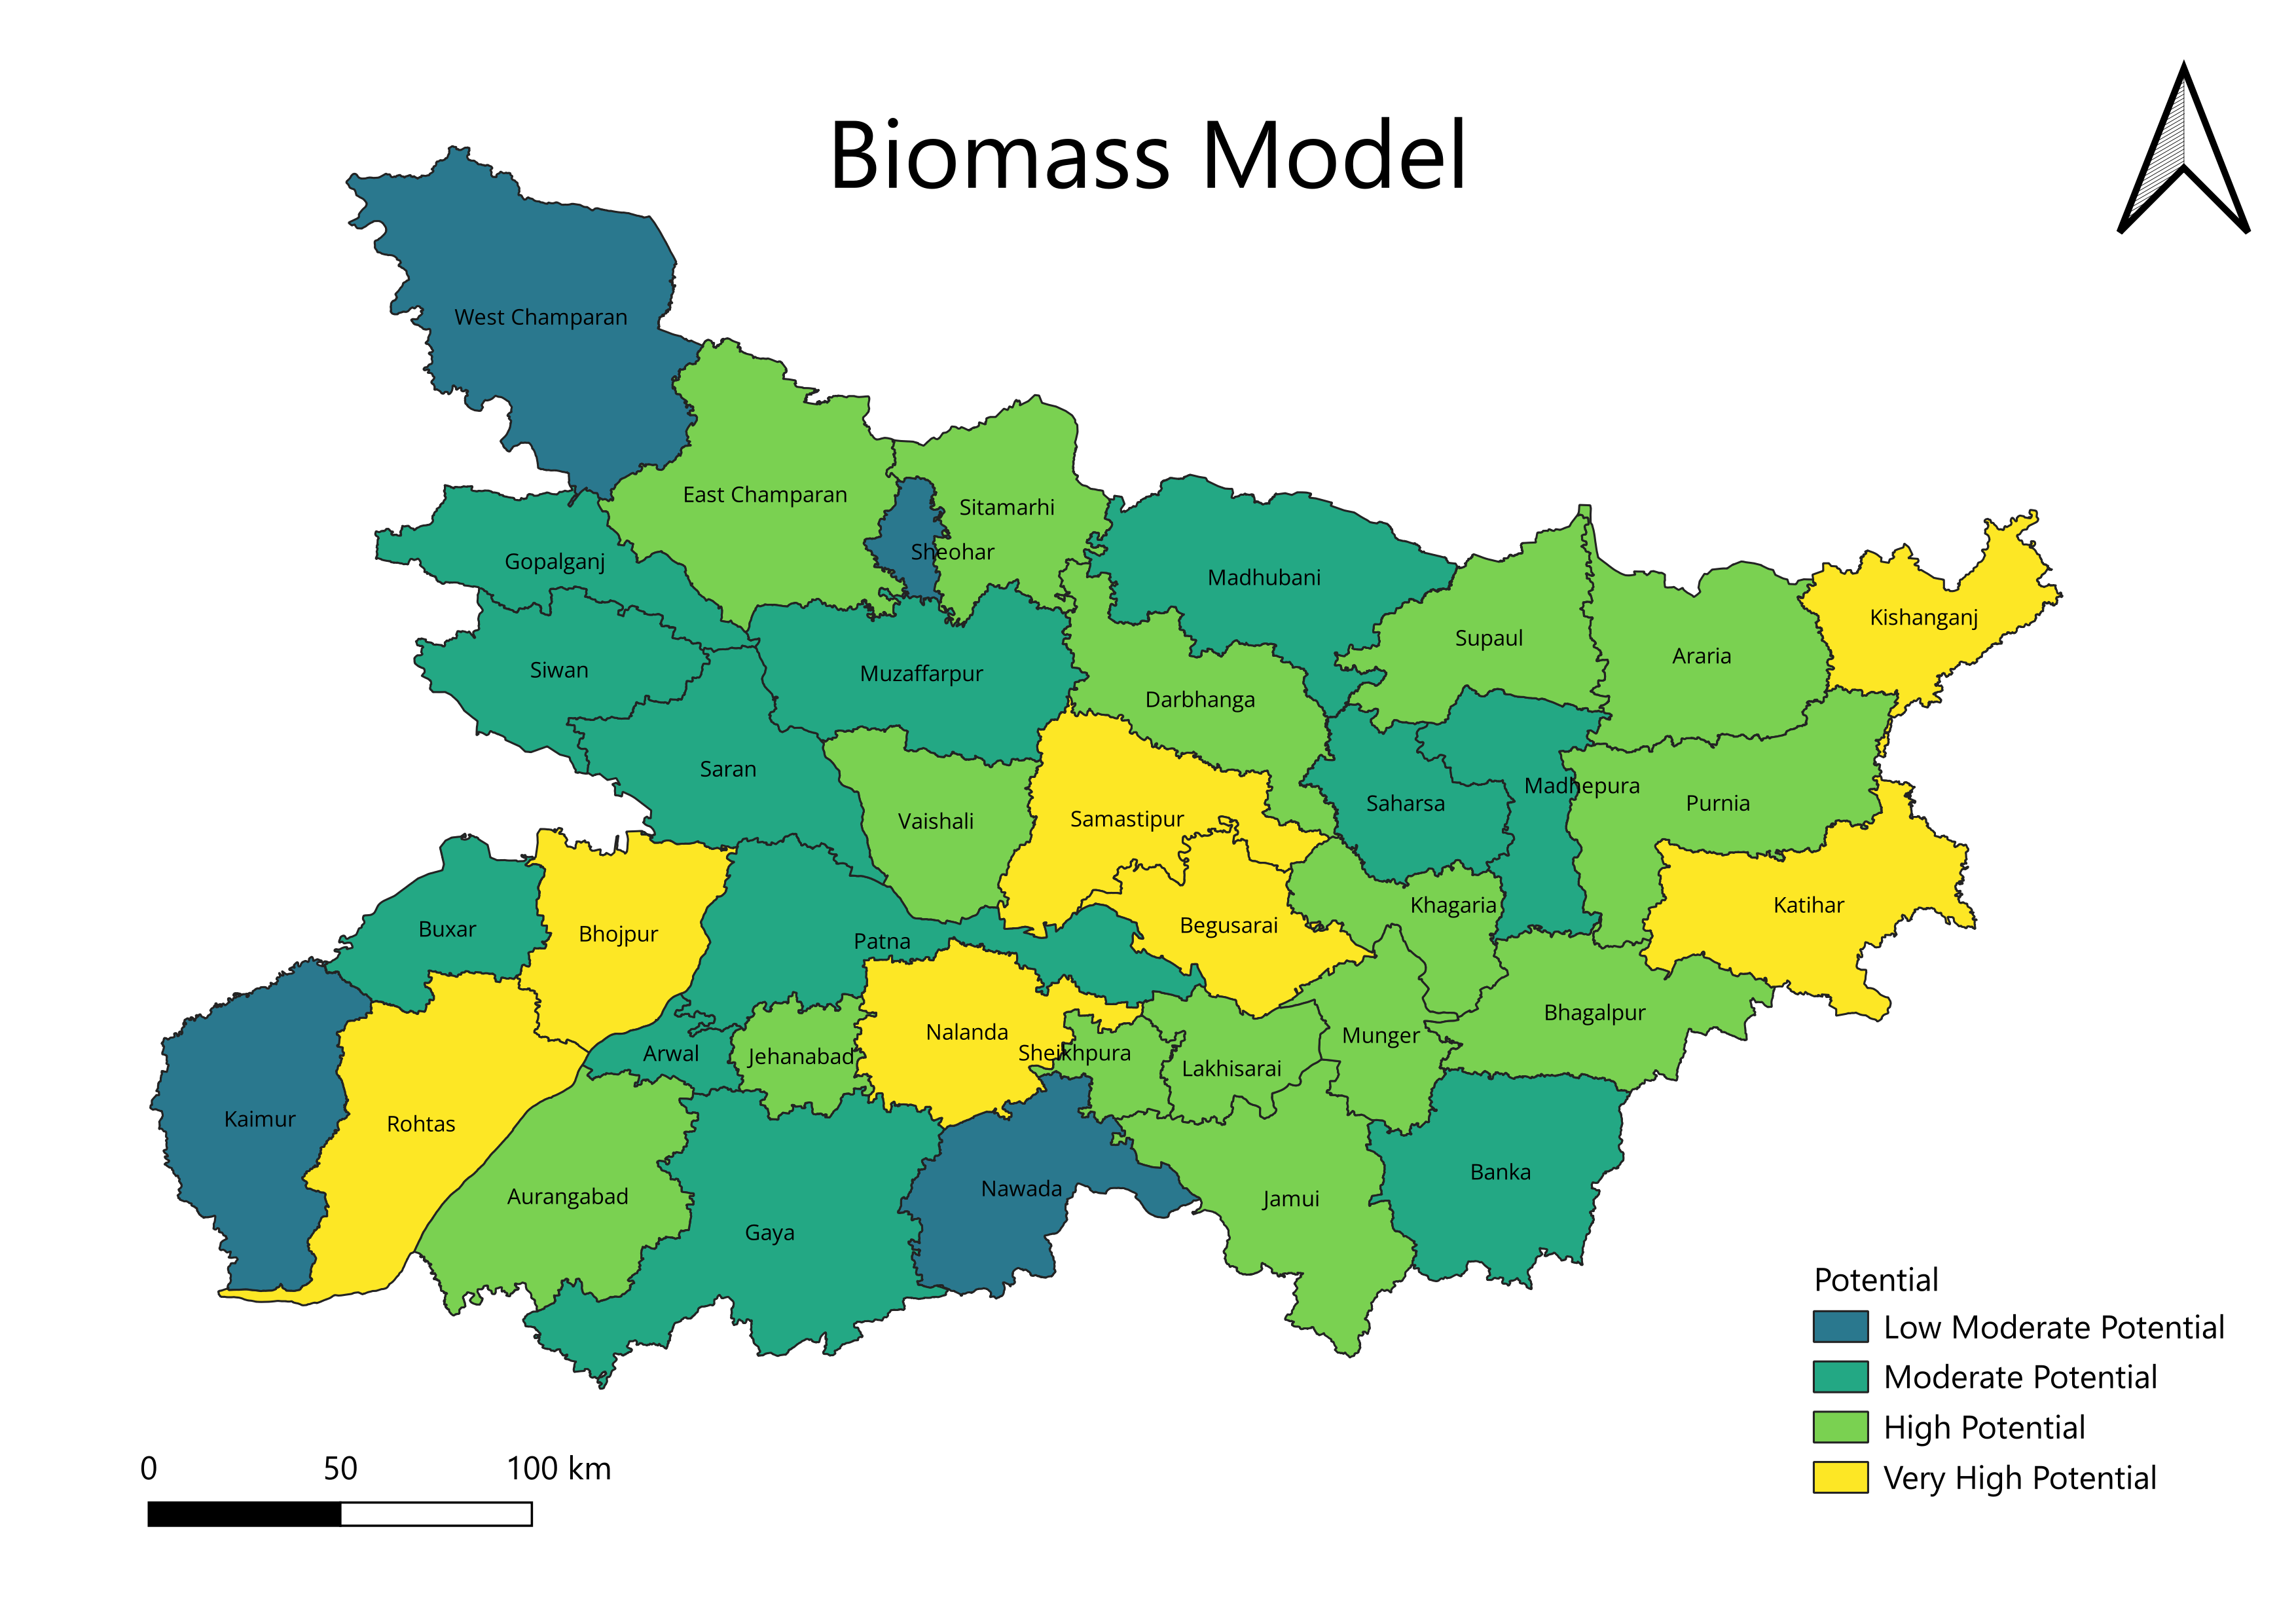 Biomass Model
West Champaran
East Champaran
Sitamarhi
Sheohar
Gopalganj
Madhubani
Kishanganj
Supaul
Araria
Siwan
Muzaffarpur
Darbhanga
Saran
Madhepura
Saharsa
Purnia
Vaishali
Samastipur
Khagaria
Katihar
Buxar
Bhojpur
Patna
Begusarai
Bhagalpur
Nalanda
Munger
Arwal
Jehanabad
Sheikhpura
Lakhisarai
Kaimur
Rohtas
Banka
Aurangabad
Nawada
Jamui
Gaya
Potential
Low Moderate Potential
Moderate Potential
High Potential
Very High Potential
0 50 100 km